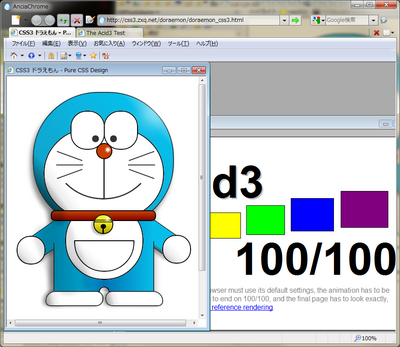 AnciaChrome
http://css3.zxq.net/doraemon/doraemon_css3.html
Google検索
CSS3 ドラえもん - P...
The Acid3 Test
ファイル(F) 編集(E) 表示(V) お気に入り(A) ウィンドウ(W) ツール(T) ヘルプ(H)
CSS3 ドラえもん - Pure CSS Design
d3
100/100
owser must use its default settings, the animation has to be
to end on 100/100, and the final page has to look exactly,
reference rendering
100%